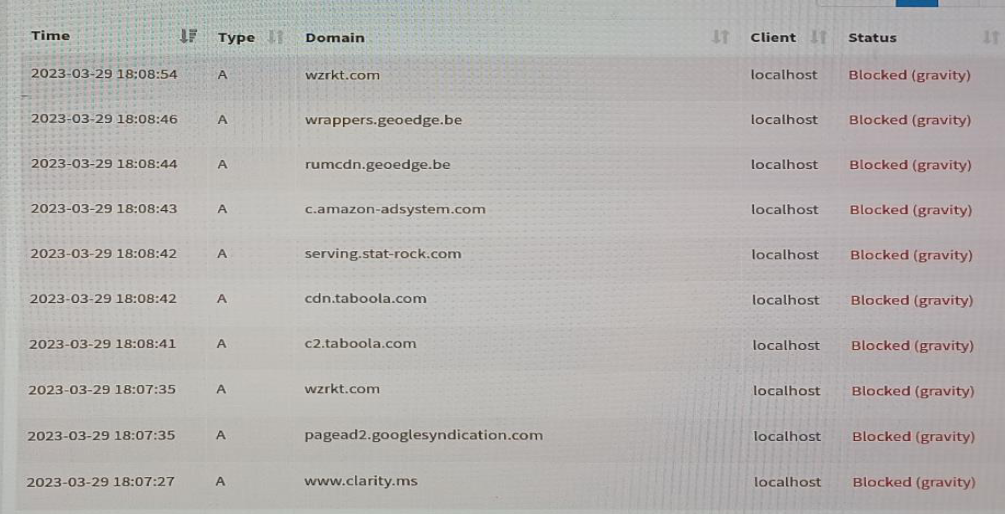 Time Type Domain Client Status
2023-03-29 18:08:54 A wzrkt.com localhost Blocked (gravity)
2023-03-29 18:08:46 A wrappers.geoedge.be localhost Blocked (gravity)
2023-03-29 18:08:44 A rumcdn.geoedge.be localhost Blocked (gravity)
2023-03-29 18:08:43 A c.amazon-adsystem.com localhost Blocked (gravity)
2023-03-29 18:08:42 A serving.stat-rock.com localhost Blocked (gravity)
2023-03-29 18:08:42 A cdn.taboola.com localhost Blocked (gravity)
2023-03-29 18:08:41 A c2.taboola.com localhost Blocked (gravity)
2023-03-29 18:07:35 A wzrkt.com localhost Blocked (gravity)
2023-03-29 18:07:35 A pagead2.googlesyndication.com localhost Blocked (gravity)
2023-03-29 18:07:27 A www.clarity.ms localhost Blocked (gravity)